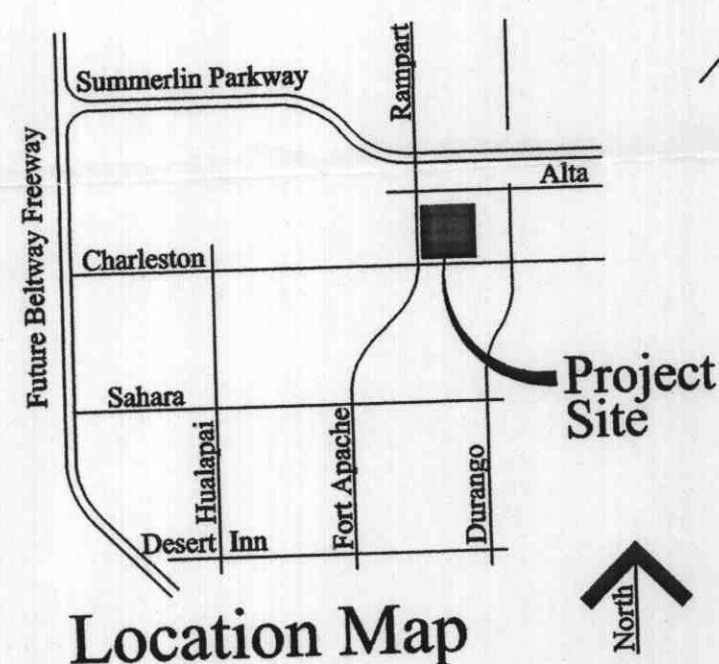 Rampart
Summerlin Parkway
Future Beltway Freeway
Alta
Charleston
Project
Site
Sahara
Hualapai
Fort Apache
Durango
Desert Inn
Location Map
North